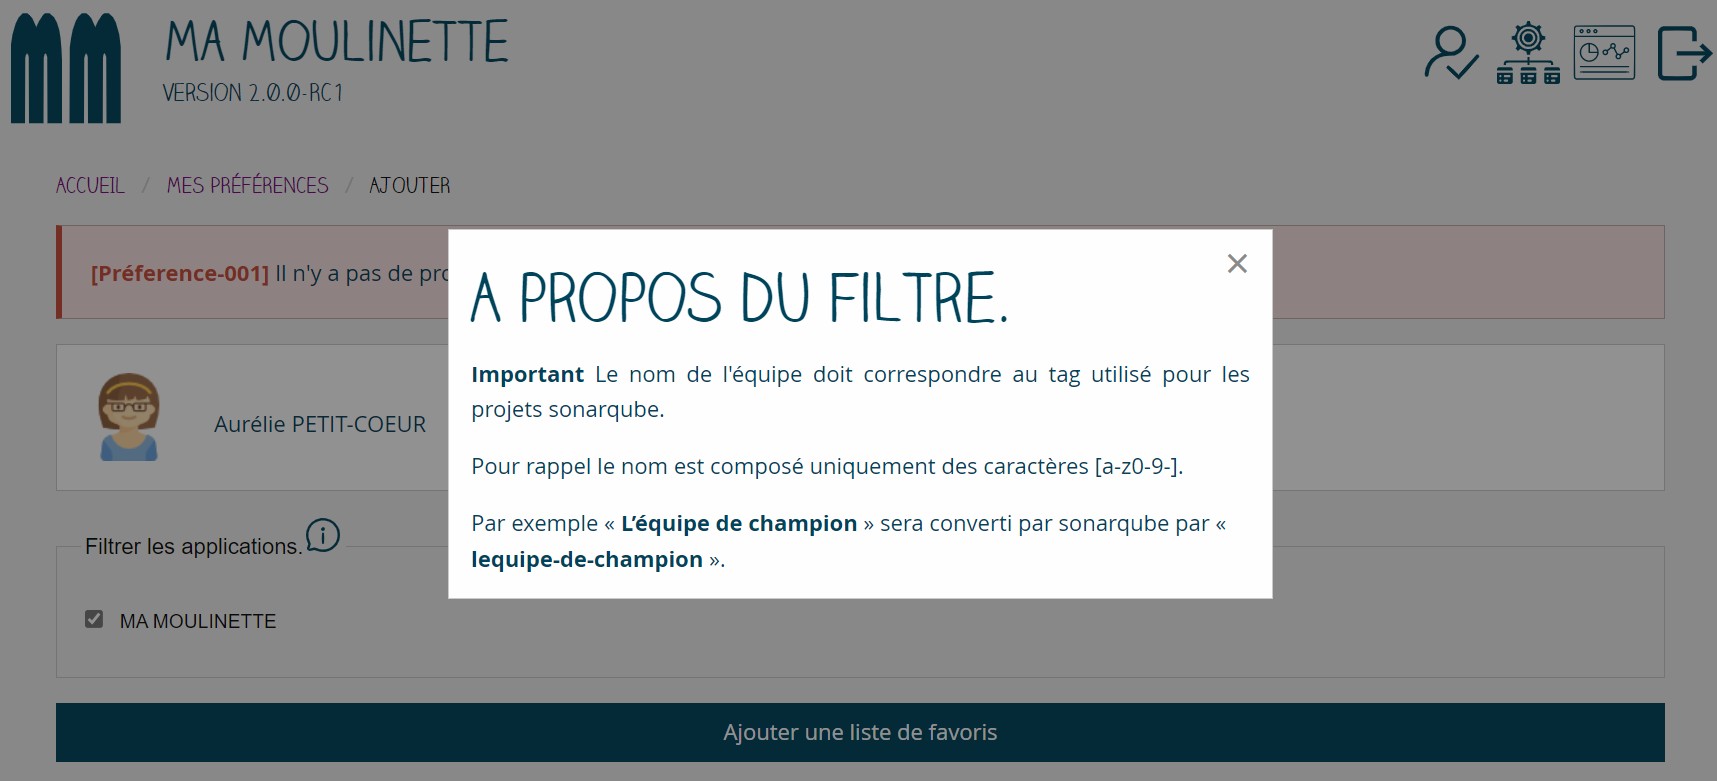 MA MOULINETTE
VERSION 2.0.0-RC1
ACCUEIL / MES PRÉFÉRENCES / AJOUTER
[Préference-001] Il n'y a pas de pro
×
A PROPOS DU FILTRE.
Important Le nom de l'équipe doit correspondre au tag utilisé pour les
projets sonarqube.
Pour rappel le nom est composé uniquement des caractères [a-z0-9-].
Par exemple « L’équipe de champion » sera converti par sonarqube par «
lequipe-de-champion ».
Aurélie PETIT-COEUR
Filtrer les applications.
MA MOULINETTE
Ajouter une liste de favoris